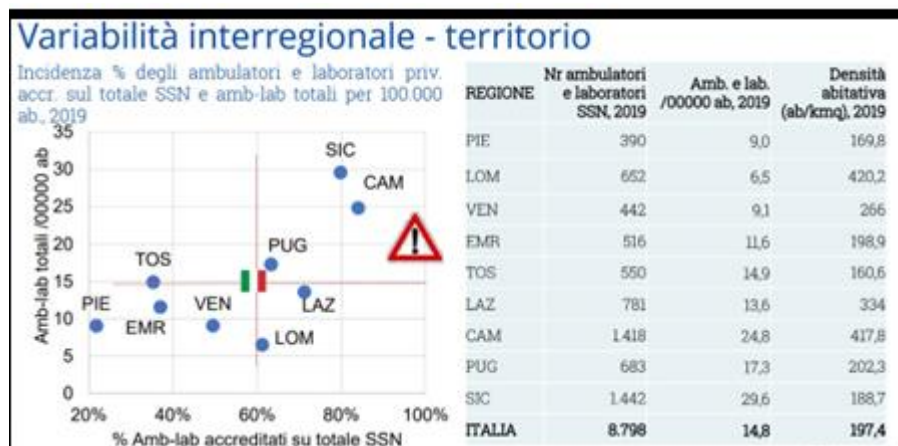 Variabilità interregionale - territorio
Incidenza % degli ambulatori e laboratori priv.
accr. sul totale SSN e amb-lab totali per 100.000
ab., 2019
Amb-lab totali /00000 ab
35
30
25
20
15
10
5
0
SIC
CAM
PUG
TOS
LAZ
PIE
EMR
VEN
LOM
20% 40% 60% 80% 100%
% Amb-lab accreditati su totale SSN
REGIONE Nr ambulatori e laboratori SSN, 2019 Amb. e lab. /00000 ab, 2019 Densità abitativa (ab/kmq), 2019
PIE 390 9,0 169,8
LOM 652 6,5 420,2
VEN 442 9,1 266
EMR 516 11,6 198,9
TOS 550 14,9 160,6
LAZ 781 13,6 334
CAM 1.418 24,8 417,8
PUG 683 17,3 202,3
SIC 1.442 29,6 188,7
ITALIA 8.798 14,8 197,4